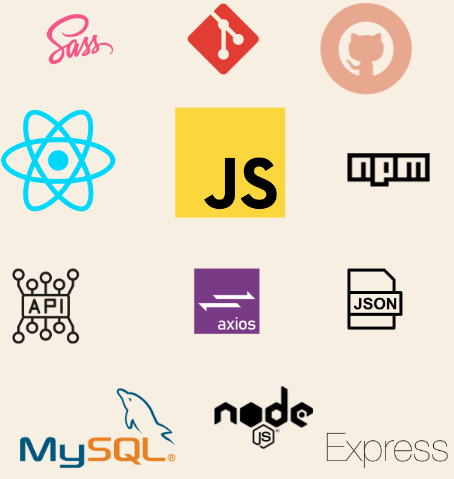 Sass
JS
npm
API
axios
JSON
MySQL®
node
JS
Express